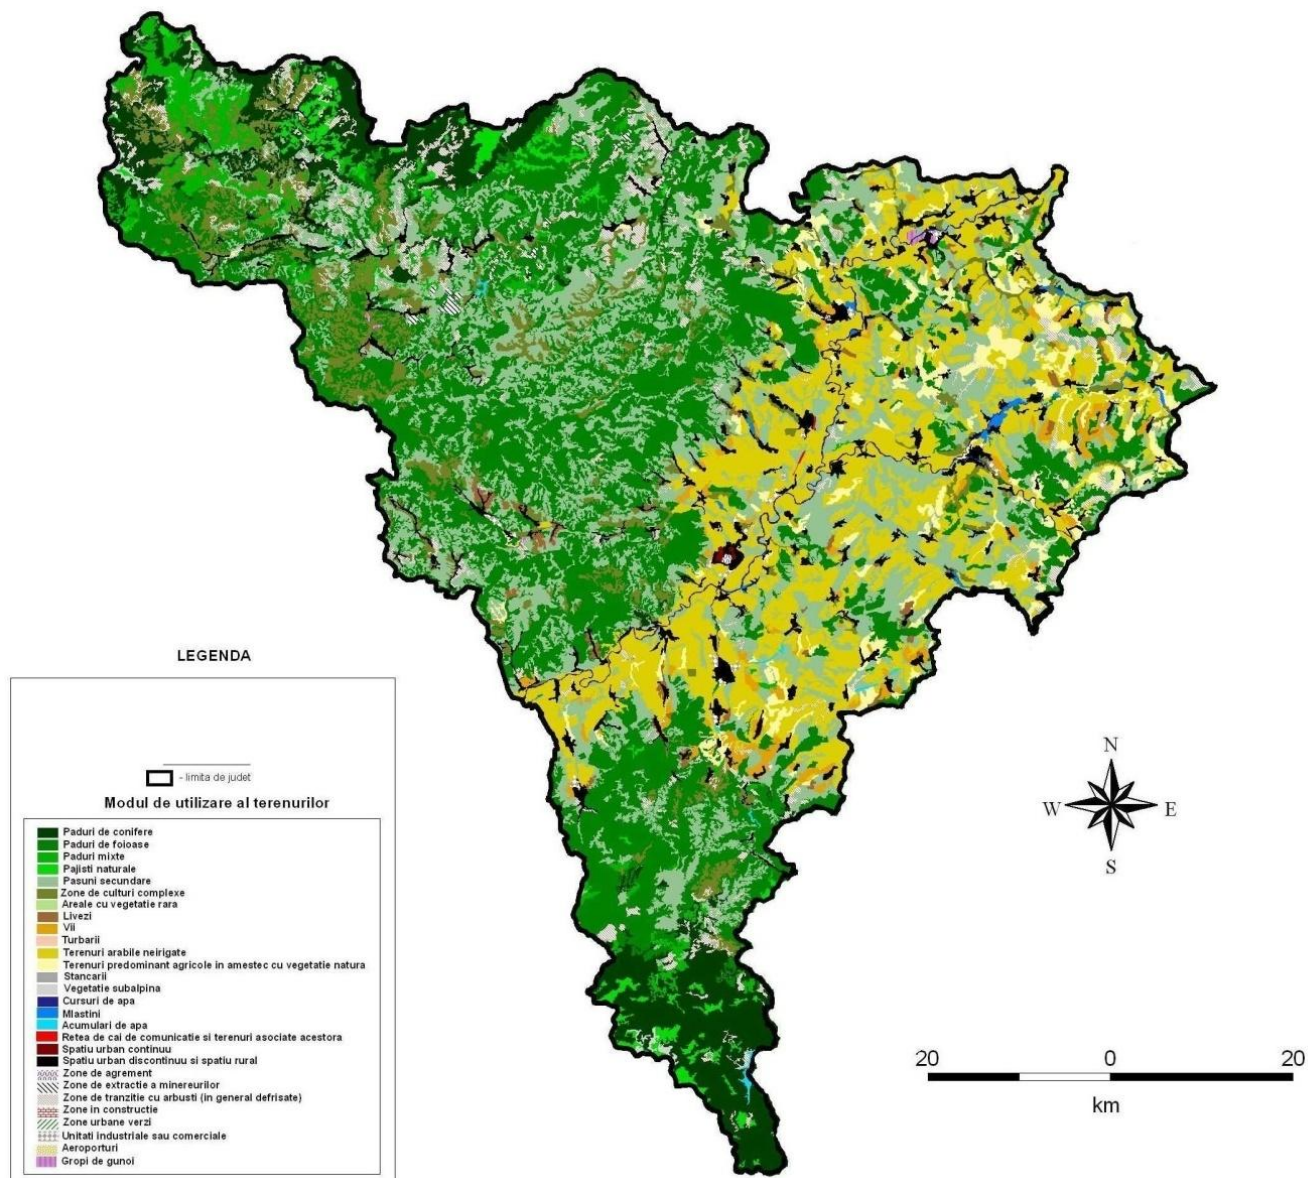 LEGENDA
- limita de judet
Modul de utilizare al terenurilor
Paduri de conifere
Paduri de foioase
Paduri mixte
Pajisti naturale
Pasuni secundare
Zone de culturi complexe
Areale cu vegetatie rara
Livezi
Vii
Turbarii
Terenuri arabile neirigate
Terenuri predominant agricole in amestec cu vegetatie natura
Stancarii
Vegetatie subalpina
Cursuri de apa
Mlastini
Acumulari de apa
Retea de cai de comunicatie si terenuri asociate acestora
Spatiu urban continuu
Spatiu urban discontinuu si spatiu rural
Zone de agrement
Zone de extractie a minereurilor
Zone de tranzitie cu arbusti (in general defrisate)
Zone in constructie
Zone urbane verzi
Unitati industriale sau comerciale
Aeroporturi
Gropi de gunoi
N
W E
S
20 0 20
km